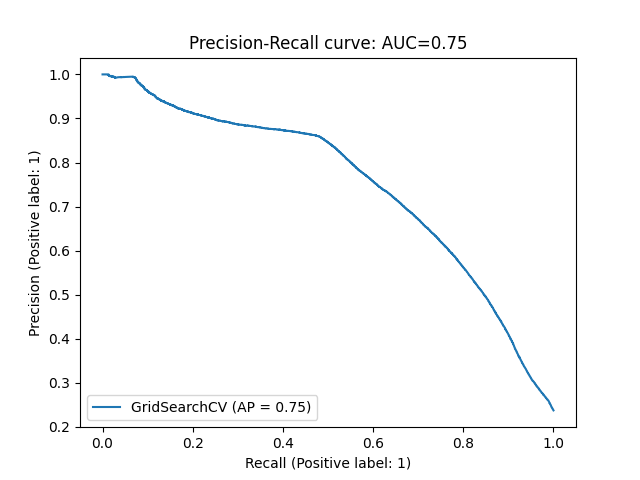 Precision-Recall curve: AUC=0.75
1.0
0.9
0.8
0.7
0.6
0.5
0.4
0.3
0.2
Precision (Positive label: 1)
GridSearchCV (AP = 0.75)
0.0 0.2 0.4 0.6 0.8 1.0
Recall (Positive label: 1)